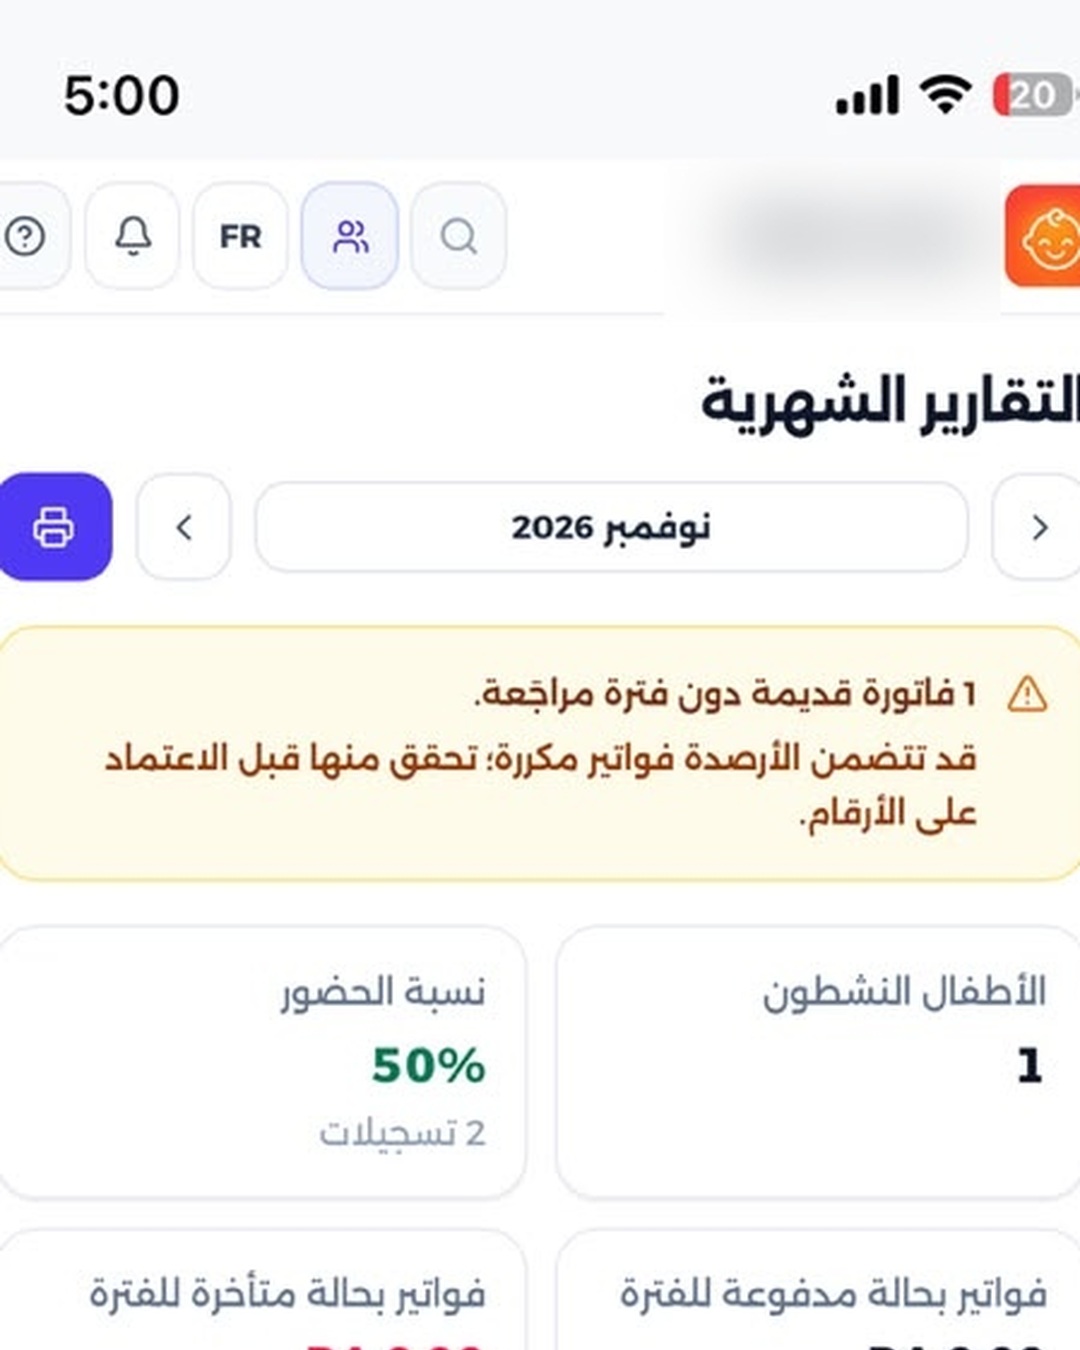 5:00
20
FR
التقارير الشهرية
نوفمبر 2026
1 فاتورة قديمة دون فترة مراجَعة.
قد تتضمن الأرصدة فواتير مكررة؛ تحقق منها قبل الاعتماد
على الأرقام.
الأطفال النشطون
1
نسبة الحضور
50%
2 تسجيلات
فواتير بحالة مدفوعة للفترة
فواتير بحالة متأخرة للفترة